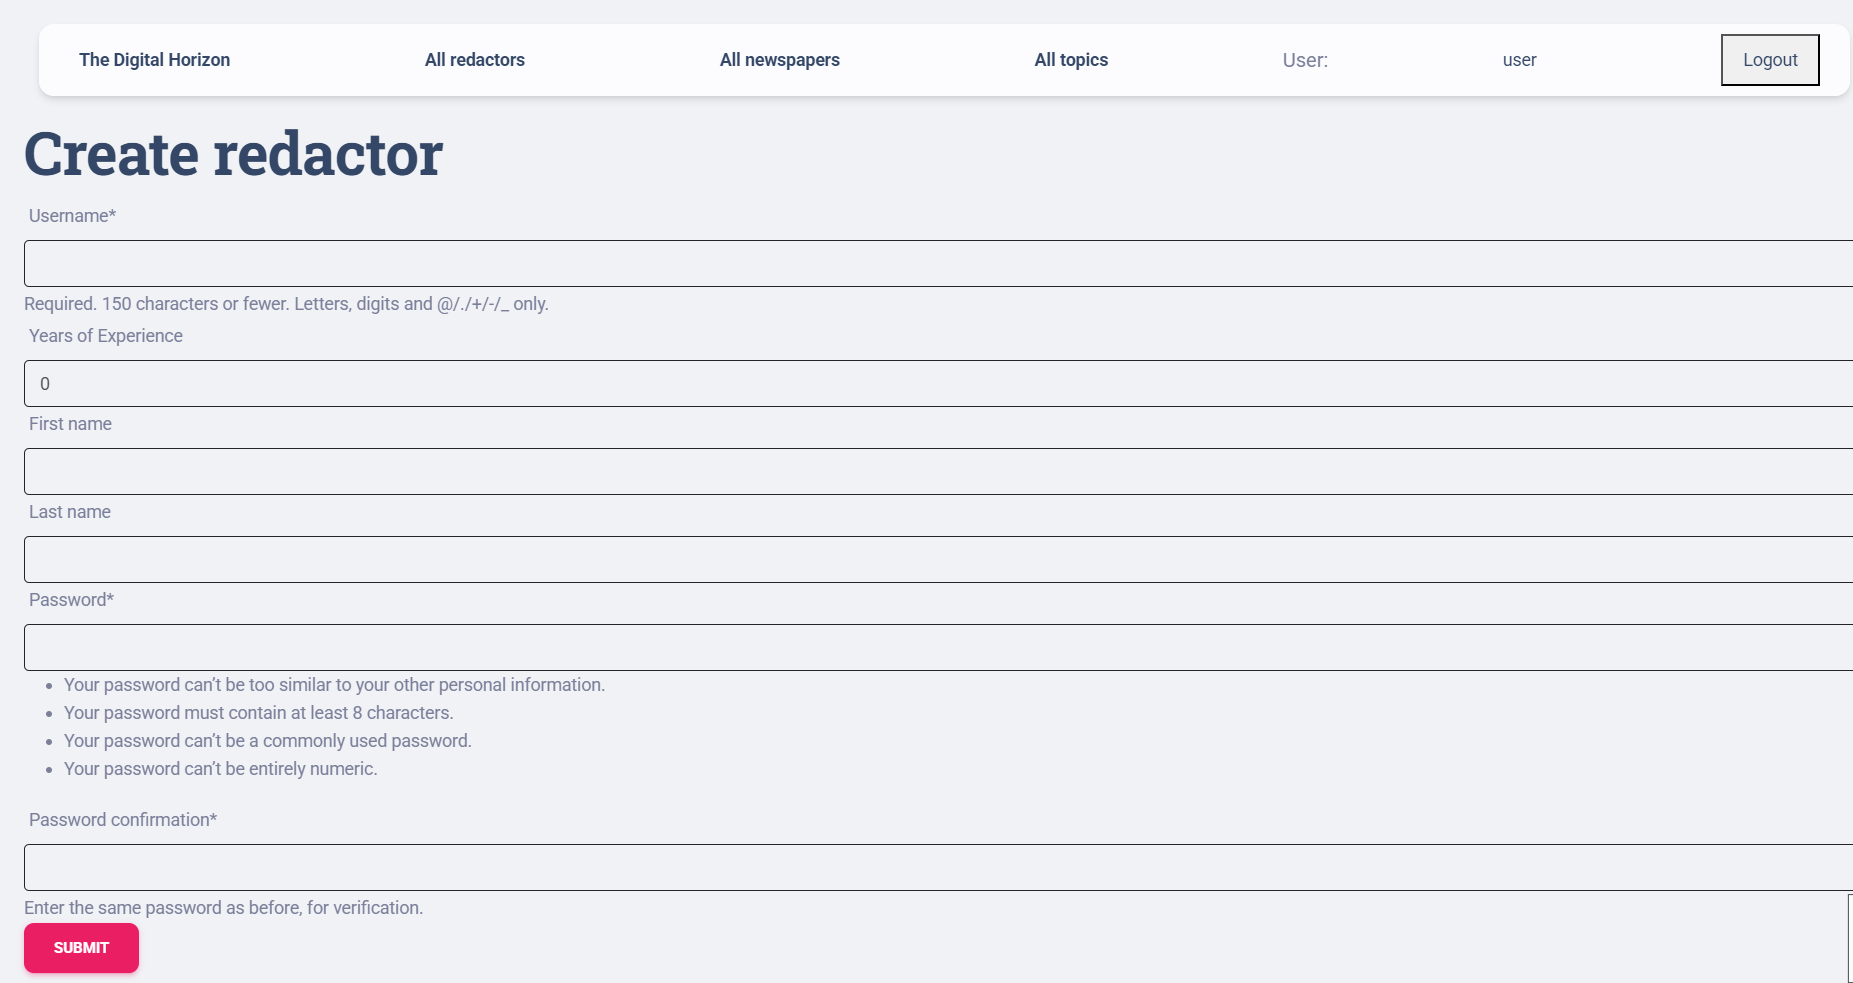 The Digital Horizon All redactors All newspapers All topics User: user Logout
Create redactor
Username*
Required. 150 characters or fewer. Letters, digits and @/./+/-/_ only.
Years of Experience
0
First name
Last name
Password*
Your password can’t be too similar to your other personal information.
Your password must contain at least 8 characters.
Your password can’t be a commonly used password.
Your password can’t be entirely numeric.
Password confirmation*
Enter the same password as before, for verification.
SUBMIT